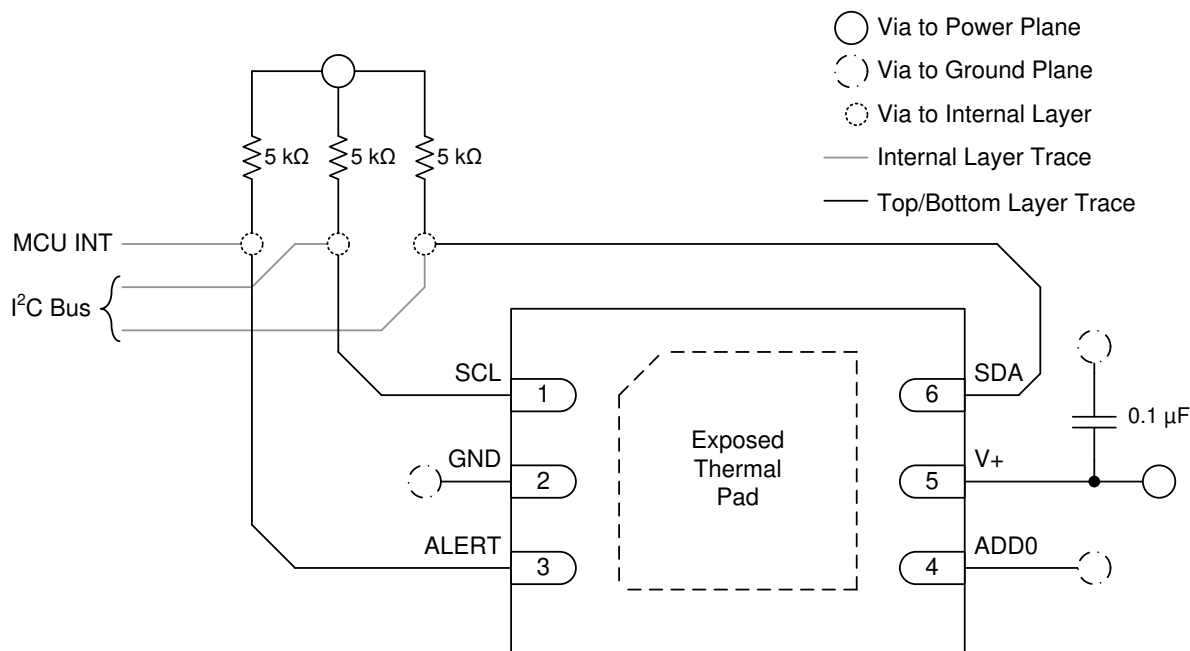 Via to Power Plane
Via to Ground Plane
Via to Internal Layer
Internal Layer Trace
Top/Bottom Layer Trace
5 kΩ 5 kΩ 5 kΩ
MCU INT
I²C Bus
SCL
1
GND
2
ALERT
3
Exposed
Thermal
Pad
SDA
6
V+
5
ADD0
4
0.1 µF